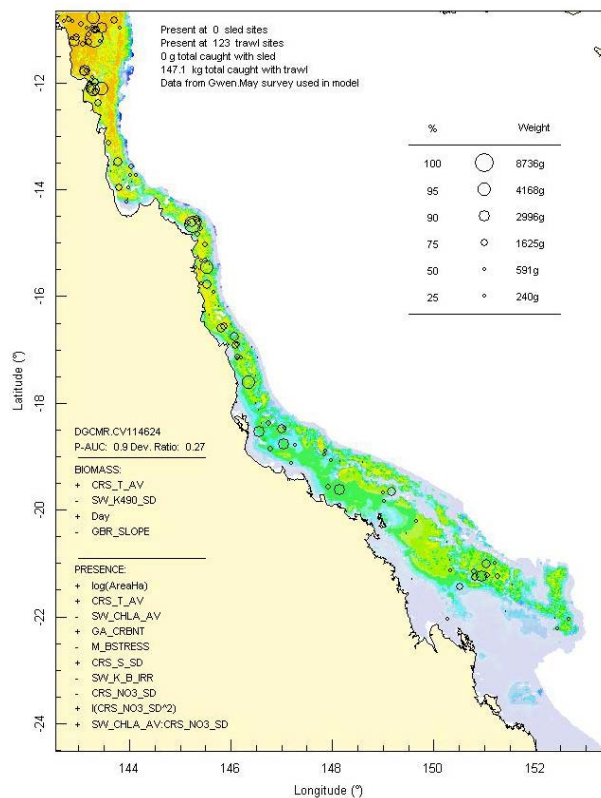 Present at 0 sled sites
Present at 123 trawl sites
0 g total caught with sled
147.1 kg total caught with trawl
Data from Gwen.May survey used in model
% Weight
100 8736g
95 4168g
90 2996g
75 1625g
50 591g
25 240g
-12
-14
-16
-18
-20
-22
-24
Latitude (°)
DGCMR.CV114624
P-AUC: 0.9 Dev. Ratio: 0.27
BIOMASS:
+ CRS_T_AV
- SW_K490_SD
+ Day
- GBR_SLOPE
PRESENCE:
+ log(AreaHa)
+ CRS_T_AV
- SW_CHLA_AV
+ GA_CRBNT
- M_BSTRESS
+ CRS_S_SD
- SW_K_B_IRR
- CRS_NO3_SD
+ I(CRS_NO3_SD^2)
+ SW_CHLA_AV:CRS_NO3_SD
144 146 148 150 152
Longitude (°)